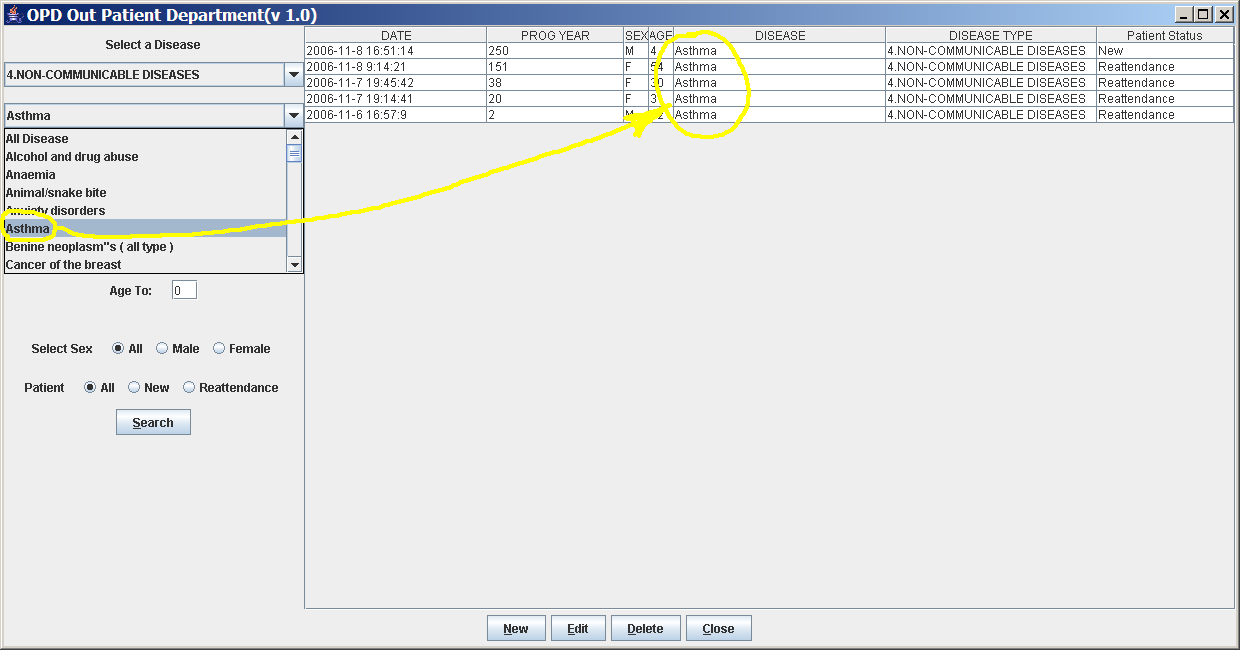 OPD Out Patient Department(v 1.0)
Select a Disease
4.NON-COMMUNICABLE DISEASES
Asthma
All Disease
Alcohol and drug abuse
Anaemia
Animal/snake bite
Anxiety disorders
Asthma
Benine neoplasm"s ( all type )
Cancer of the breast
Age To: 0
Select Sex All Male Female
Patient All New Reattendance
Search
DATE PROG YEAR SEX AGE DISEASE DISEASE TYPE Patient Status
2006-11-8 16:51:14 250 M 4 Asthma 4.NON-COMMUNICABLE DISEASES New
2006-11-8 9:14:21 151 F 54 Asthma 4.NON-COMMUNICABLE DISEASES Reattendance
2006-11-7 19:45:42 38 F 30 Asthma 4.NON-COMMUNICABLE DISEASES Reattendance
2006-11-7 19:14:41 20 F Asthma 4.NON-COMMUNICABLE DISEASES Reattendance
2006-11-6 16:57:9 2 M Asthma 4.NON-COMMUNICABLE DISEASES Reattendance
New Edit Delete Close